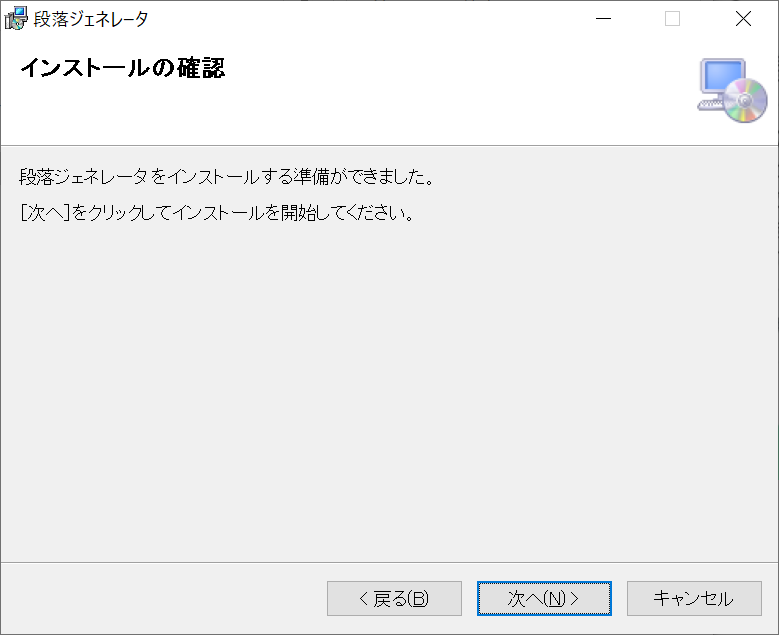 段落ジェネレータ
インストールの確認
段落ジェネレータをインストールする準備ができました。
[次へ]をクリックしてインストールを開始してください。
< 戻る(B)
次へ(N) >
キャンセル